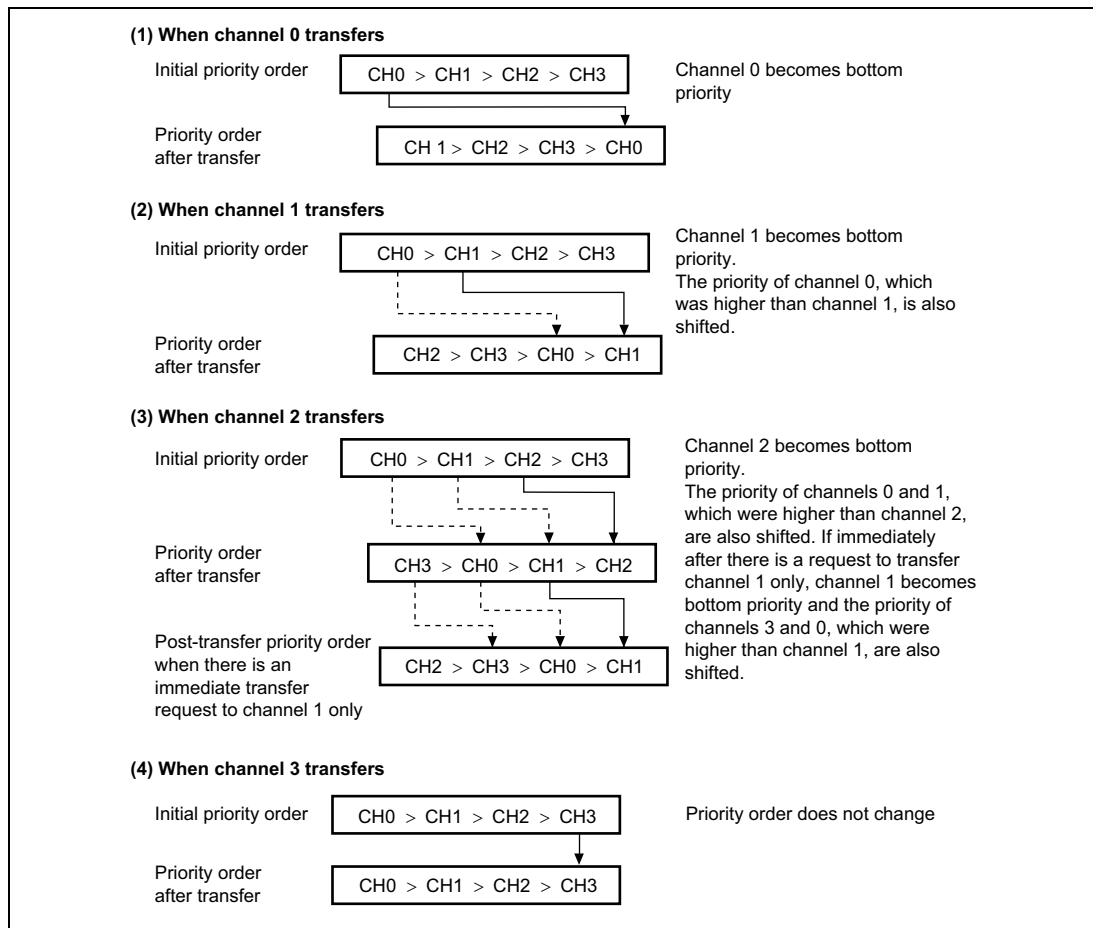 (1) When channel 0 transfers
Initial priority order
CH0 > CH1 > CH2 > CH3
Channel 0 becomes bottom
priority
Priority order
after transfer
CH 1 > CH2 > CH3 > CH0
(2) When channel 1 transfers
Initial priority order
CH0 > CH1 > CH2 > CH3
Channel 1 becomes bottom
priority.
The priority of channel 0, which
was higher than channel 1, is also
shifted.
Priority order
after transfer
CH2 > CH3 > CH0 > CH1
(3) When channel 2 transfers
Initial priority order
CH0 > CH1 > CH2 > CH3
Channel 2 becomes bottom
priority.
The priority of channels 0 and 1,
which were higher than channel 2,
are also shifted. If immediately
after there is a request to transfer
channel 1 only, channel 1 becomes
bottom priority and the priority of
channels 3 and 0, which were
higher than channel 1, are also
shifted.
Priority order
after transfer
CH3 > CH0 > CH1 > CH2
Post-transfer priority order
when there is an
immediate transfer
request to channel 1 only
CH2 > CH3 > CH0 > CH1
(4) When channel 3 transfers
Initial priority order
CH0 > CH1 > CH2 > CH3
Priority order does not change
Priority order
after transfer
CH0 > CH1 > CH2 > CH3